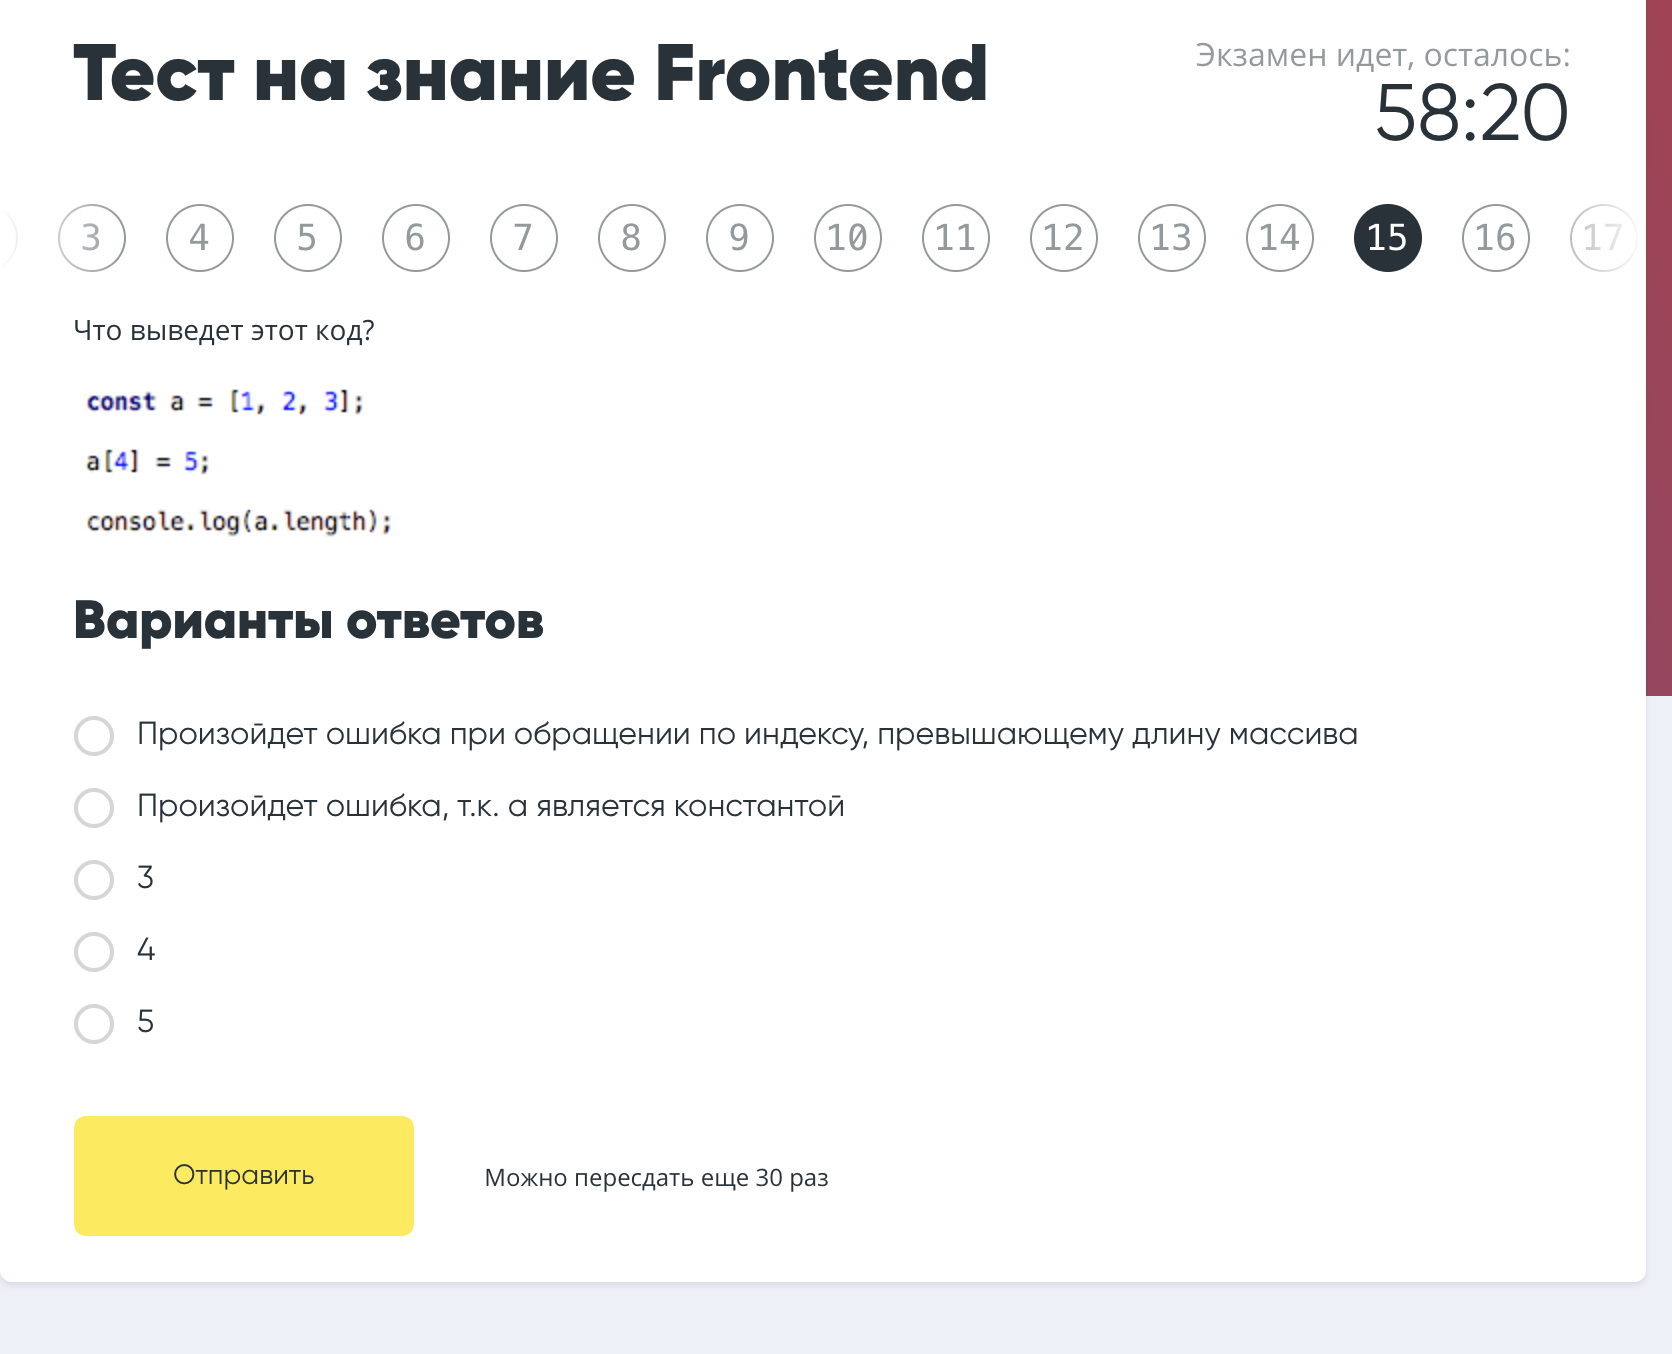 Тест на знание Frontend
Экзамен идет, осталось:
58:20
3 4 5 6 7 8 9 10 11 12 13 14 15 16 17
Что выведет этот код?
const a = [1, 2, 3];
a[4] = 5;
console.log(a.length);
Варианты ответов
Произойдет ошибка при обращении по индексу, превышающему длину массива
Произойдет ошибка, т.к. а является константой
3
4
5
Отправить
Можно пересдать еще 30 раз